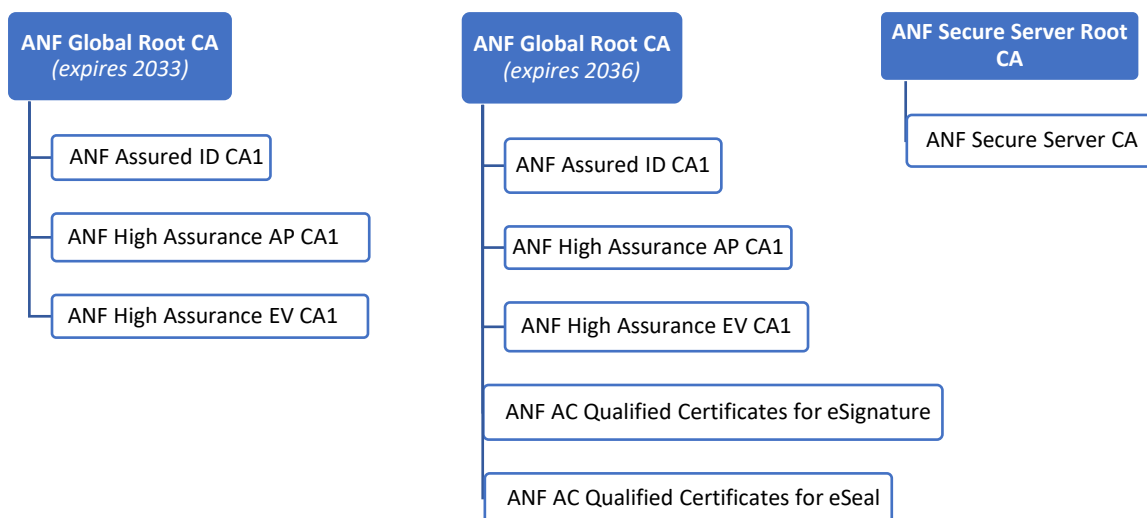 ANF Global Root CA
(expires 2033)
ANF Assured ID CA1
ANF High Assurance AP CA1
ANF High Assurance EV CA1
ANF Global Root CA
(expires 2036)
ANF Assured ID CA1
ANF High Assurance AP CA1
ANF High Assurance EV CA1
ANF AC Qualified Certificates for eSignature
ANF AC Qualified Certificates for eSeal
ANF Secure Server Root
CA
ANF Secure Server CA